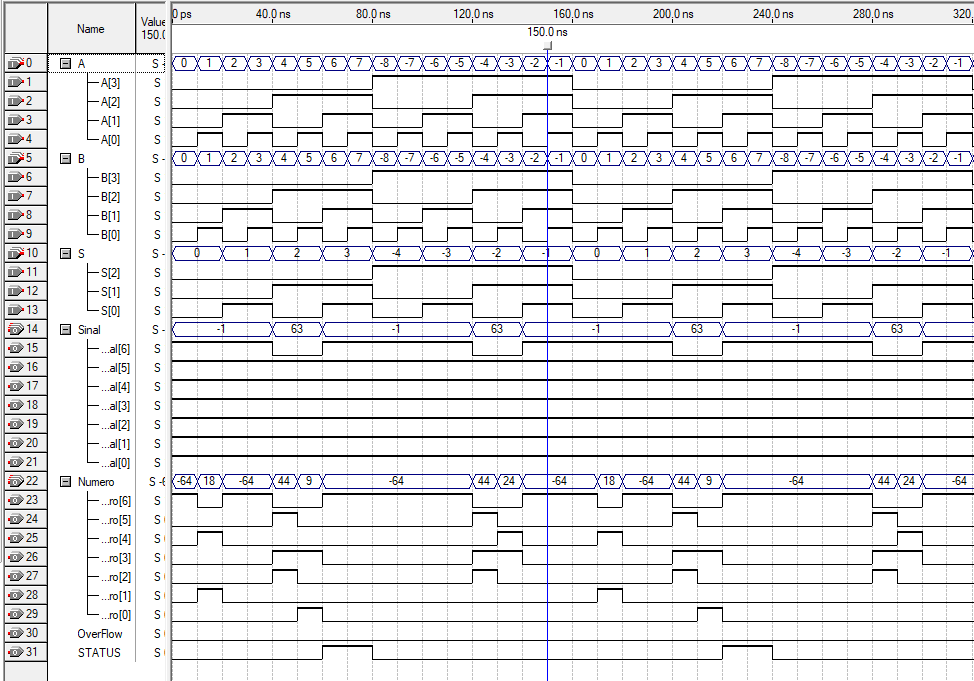 Name
Value
150.0
0 ps 40.0 ns 80.0 ns 120.0 ns 160.0 ns 200.0 ns 240.0 ns 280.0 ns 320
150.0 ns
0 A S - 0 1 2 3 4 5 6 7 -8 -7 -6 -5 -4 -3 -2 -1 0 1 2 3 4 5 6 7 -8 -7 -6 -5 -4 -3 -2 -1
1 A[3] S
2 A[2] S
3 A[1] S
4 A[0] S
5 B S - 0 1 2 3 4 5 6 7 -8 -7 -6 -5 -4 -3 -2 -1 0 1 2 3 4 5 6 7 -8 -7 -6 -5 -4 -3 -2 -1
6 B[3] S
7 B[2] S
8 B[1] S
9 B[0] S
10 S S - 0 1 2 3 -4 -3 -2 -1 0 1 2 3 -4 -3 -2 -1
11 S[2] S
12 S[1] S
13 S[0] S
14 Sinal S - -1 63 -1 63 -1 63 -1 63
15 ...al[6] S
16 ...al[5] S
17 ...al[4] S
18 ...al[3] S
19 ...al[2] S
20 ...al[1] S
21 ...al[0] S
22 Numero S -6 -64 18 -64 44 9 -64 44 24 -64 18 -64 44 9 -64 44 24 -64
23 ...ro[6] S
24 ...ro[5] S
25 ...ro[4] S
26 ...ro[3] S
27 ...ro[2] S
28 ...ro[1] S
29 ...ro[0] S
30 OverFlow S
31 STATUS S